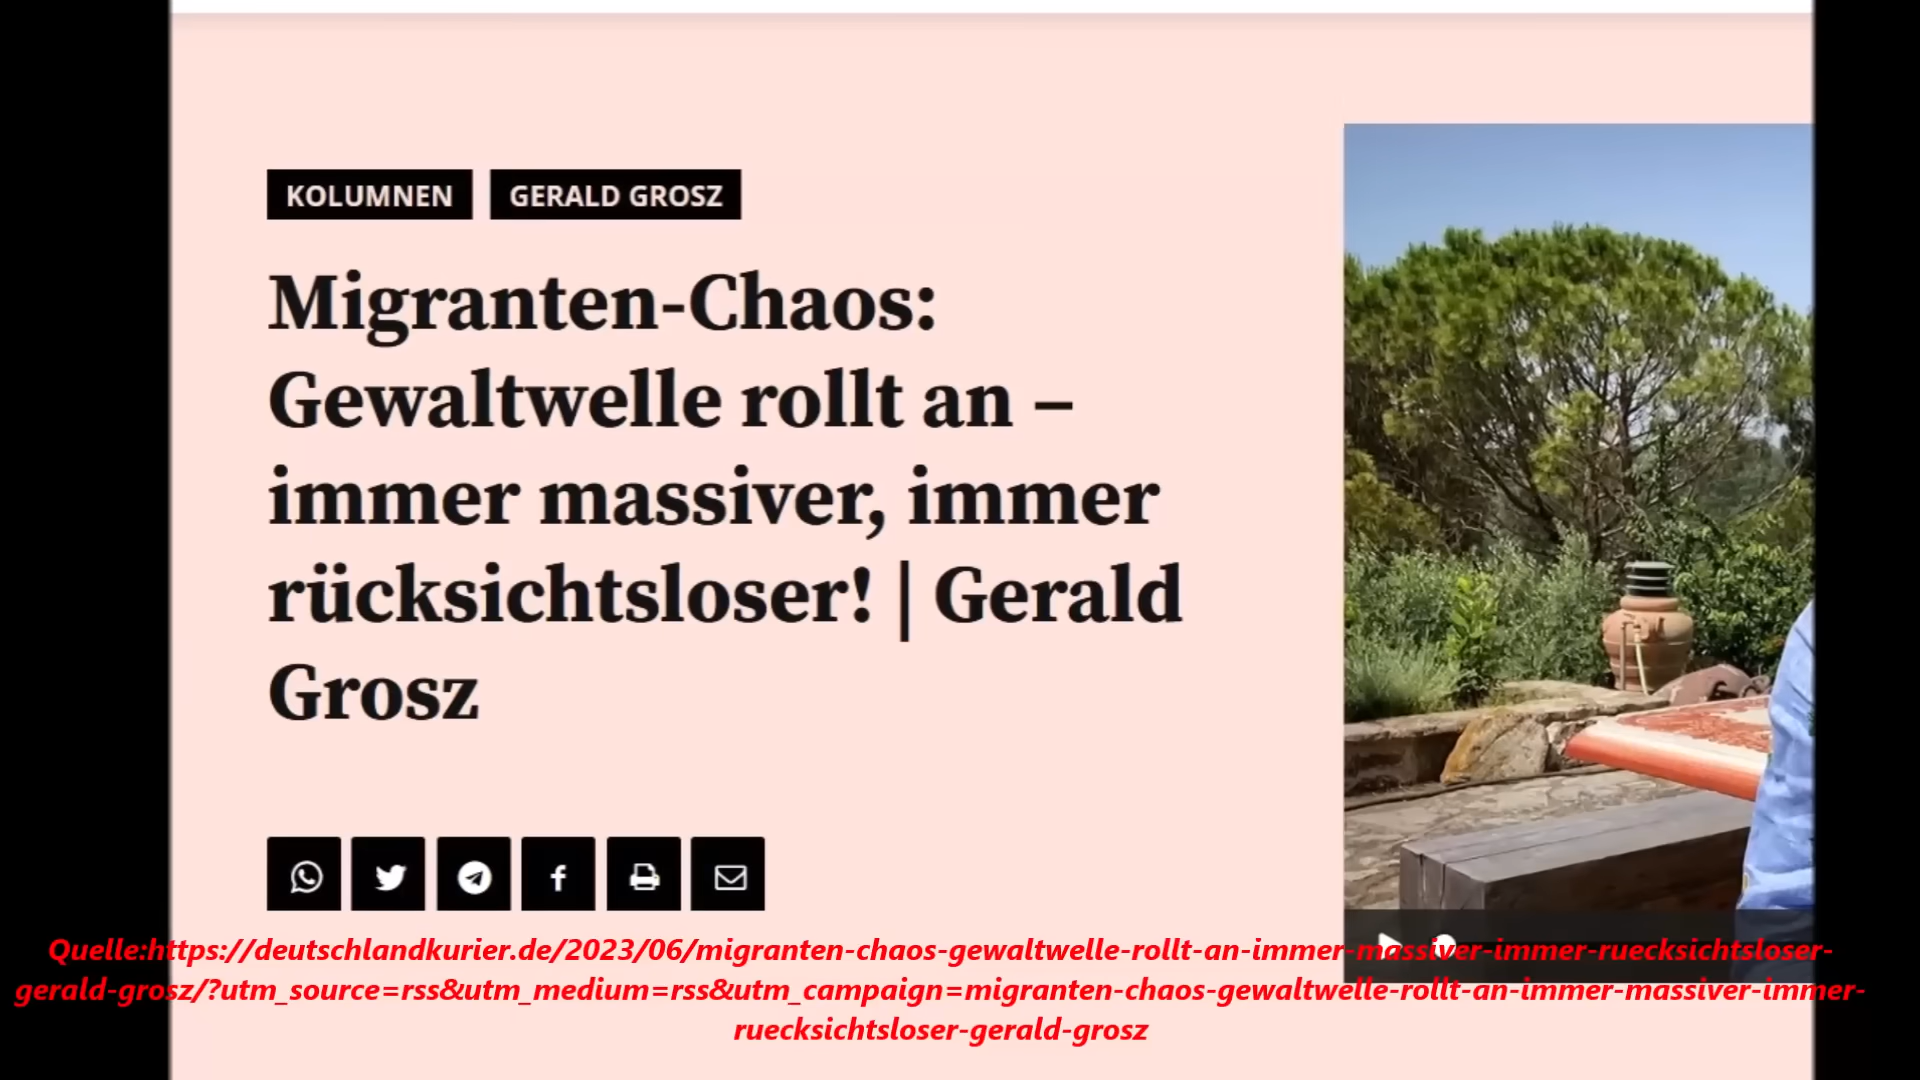 KOLUMNEN GERALD GROSZ
Migranten-Chaos:
Gewaltwelle rollt an –
immer massiver, immer
rücksichtsloser! | Gerald
Grosz
Quelle:https://deutschlandkurier.de/2023/06/migranten-chaos-gewaltwelle-rollt-an-immer-massiver-immer-ruecksichtsloser-
gerald-grosz/?utm_source=rss&utm_medium=rss&utm_campaign=migranten-chaos-gewaltwelle-rollt-an-immer-massiver-immer-
ruecksichtsloser-gerald-grosz